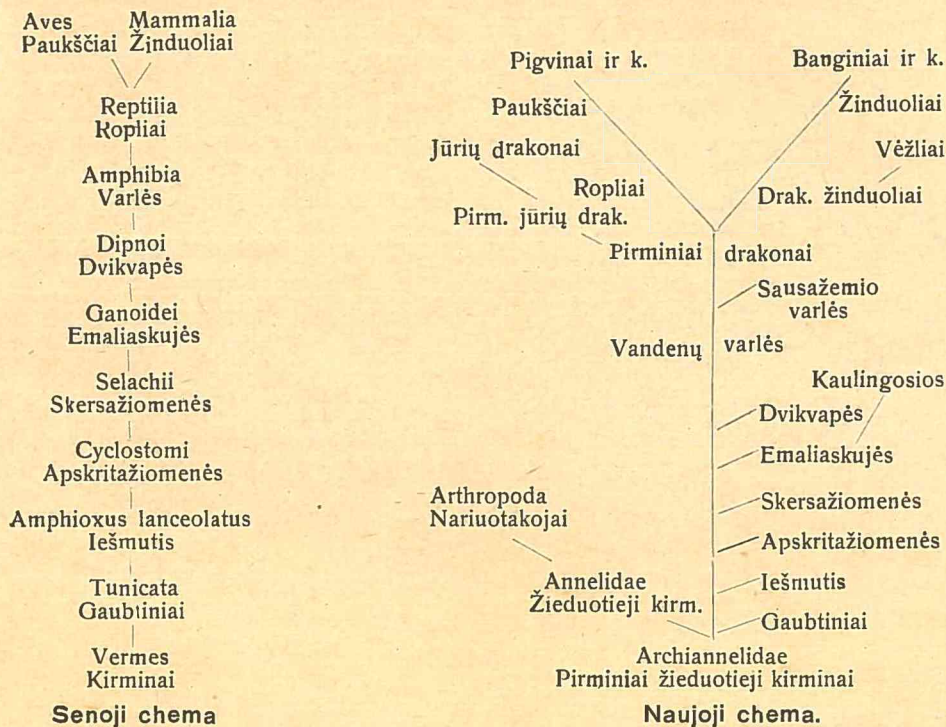 Aves Mammalia
Paukščiai Žinduoliai
Reptiiia
Ropliai
Amphibia
Varlės
Dipnoi
Dvikvapės
Ganoidei
Emaliaskujės
Selachii
Skersažiomenės
Cyclostomi
Apskritažiomenės
Amphioxus lanceolatus
Iešmutis
Tunicata
Gaubtiniai
Vermes
Kirminai
Senoji chema
Pigvinai ir k.
Banginiai ir k.
Paukščiai
Žinduoliai
Jūrių drakonai
Vėžliai
Ropliai
Drak. žinduoliai
Pirm. jūrių drak.
Pirminiai drakonai
Sausažemio
varlės
Vandenų varlės
Kaulingosios
Dvikvapės
Emaliaskujės
Arthropoda
Nariuotakojai
Skersažiomenės
Apskritažiomenės
Annelidae
Žieduotieji kirm.
Iešmutis
Gaubtiniai
Archiannelidae
Pirminiai žieduotieji kirminai
Naujoji chema.